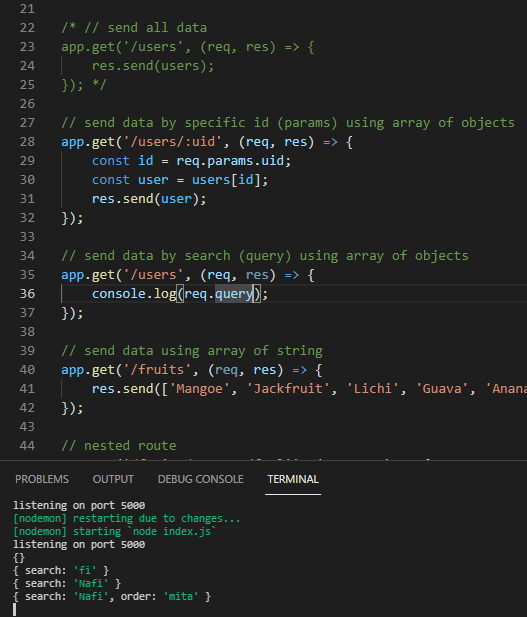 21
22 /* // send all data
23 app.get('/users', (req, res) => {
24 res.send(users);
25 }); */
26
27 // send data by specific id (params) using array of objects
28 app.get('/users/:uid', (req, res) => {
29 const id = req.params.uid;
30 const user = users[id];
31 res.send(user);
32 });
33
34 // send data by search (query) using array of objects
35 app.get('/users', (req, res) => {
36 console.log(req.query);
37 });
38
39 // send data using array of string
40 app.get('/fruits', (req, res) => {
41 res.send(['Mangoe', 'Jackfruit', 'Lichi', 'Guava', 'Anana
42 });
43
44 // nested route
PROBLEMS OUTPUT DEBUG CONSOLE TERMINAL
listening on port 5000
[nodemon] restarting due to changes...
[nodemon] starting `node index.js`
listening on port 5000
{}
{ search: 'fi' }
{ search: 'Nafi' }
{ search: 'Nafi', order: 'mita' }